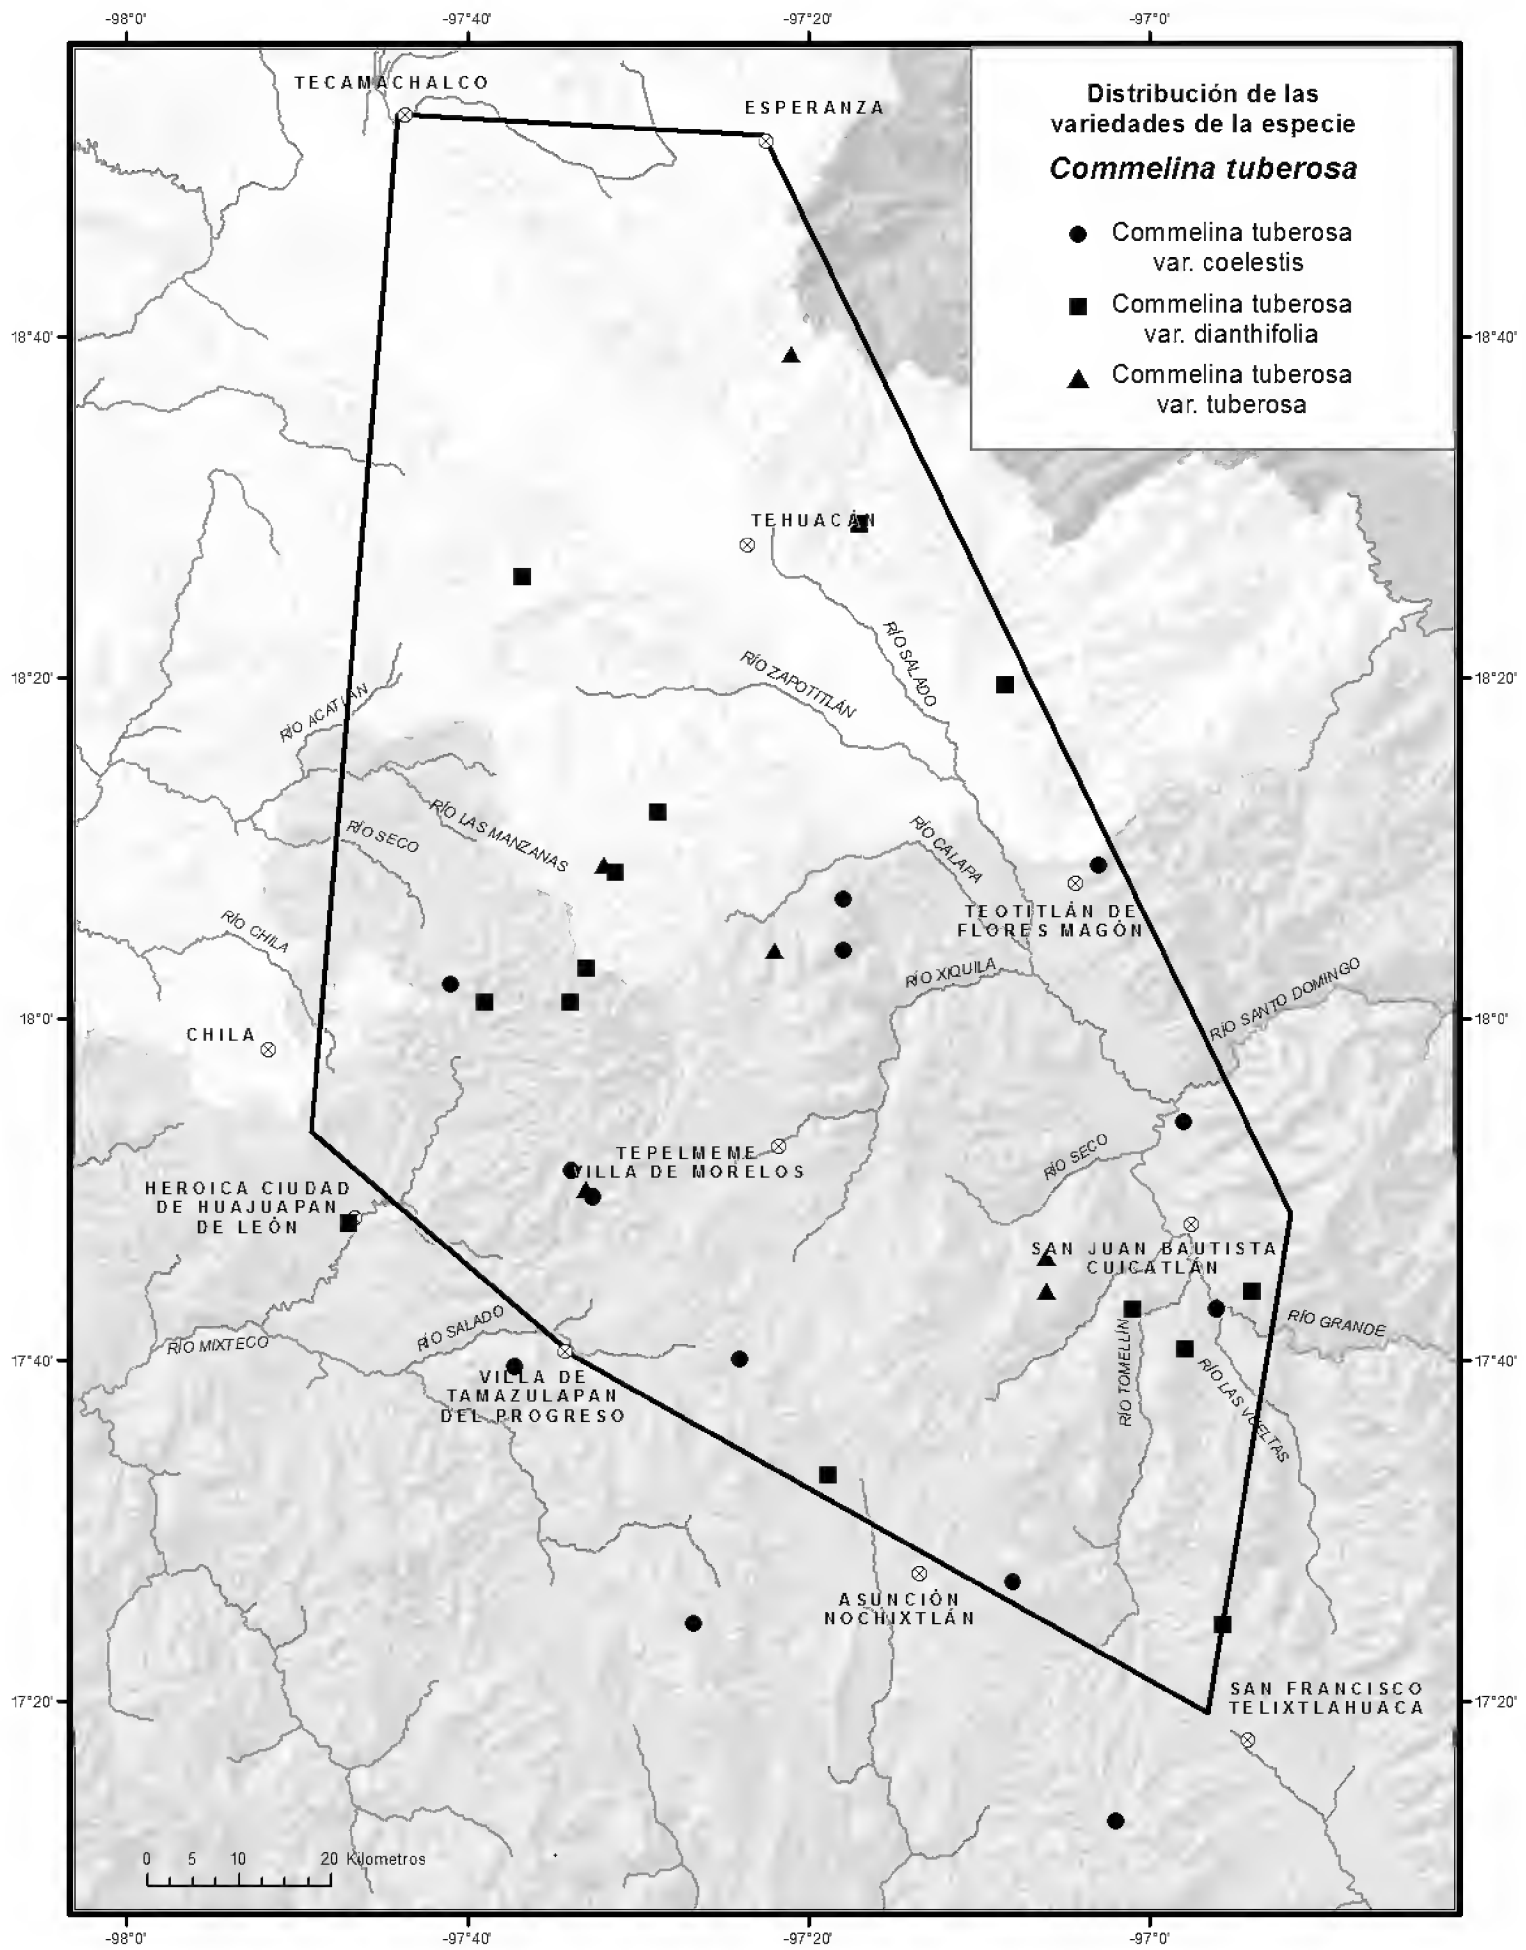 -98°0'
-97°40'
-97°20'
-97°0'
TECAMACHALCO
ESPERANZA
Distribución de las
variedades de la especie
Commelina tuberosa
Commelina tuberosa
var. coelestis
Commelina tuberosa
var. dianthifolia
Commelina tuberosa
var. tuberosa
18°40'
18°40'
TEHUACÁN
RÍO SALADO
RÍO ZAPOTITLÁN
18°20'
18°20'
RÍO ACATLÁN
RÍO LAS MANZANAS
RÍO SECO
RÍO CALAPA
TEOTITLÁN DE
FLORES MAGÓN
RÍO CHILA
RÍO XIQUILA
RÍO SANTO DOMINGO
18°0'
18°0'
CHILA
TEPELMEME
VILLA DE MORELOS
RÍO SECO
HEROICA CIUDAD
DE HUAJUAPAN
DE LEÓN
SAN JUAN BAUTISTA
CUICATLÁN
RÍO SALADO
RÍO MIXTECO
RÍO GRANDE
17°40'
17°40'
VILLA DE
TAMAZULAPAN
DEL PROGRESO
RÍO TOMELLÍN
RÍO LAS VUELTAS
ASUNCIÓN
NOCHIXTLÁN
17°20'
17°20'
SAN FRANCISCO
TELIXTLAHUACA
0 5 10 20 Kilometros
-98°0'
-97°40'
-97°20'
-97°0'